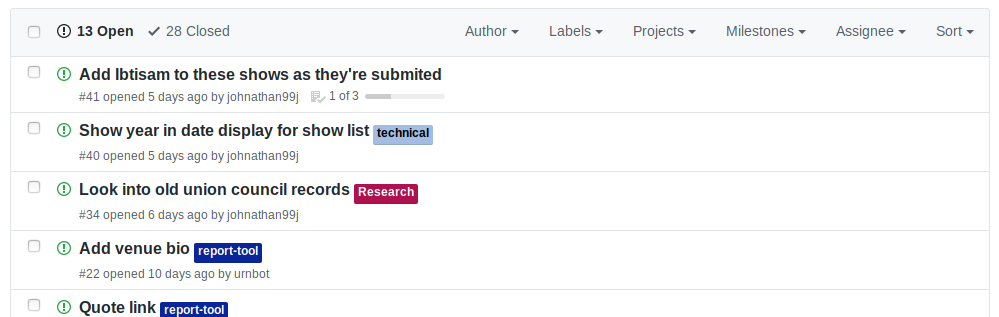 13 Open 28 Closed Author Labels Projects Milestones Assignee Sort
Add Ibtisam to these shows as they're submited
#41 opened 5 days ago by johnathan99j 1 of 3
Show year in date display for show list technical
#40 opened 5 days ago by johnathan99j
Look into old union council records Research
#34 opened 6 days ago by johnathan99j
Add venue bio report-tool
#22 opened 10 days ago by urnbot
Quote link report-tool